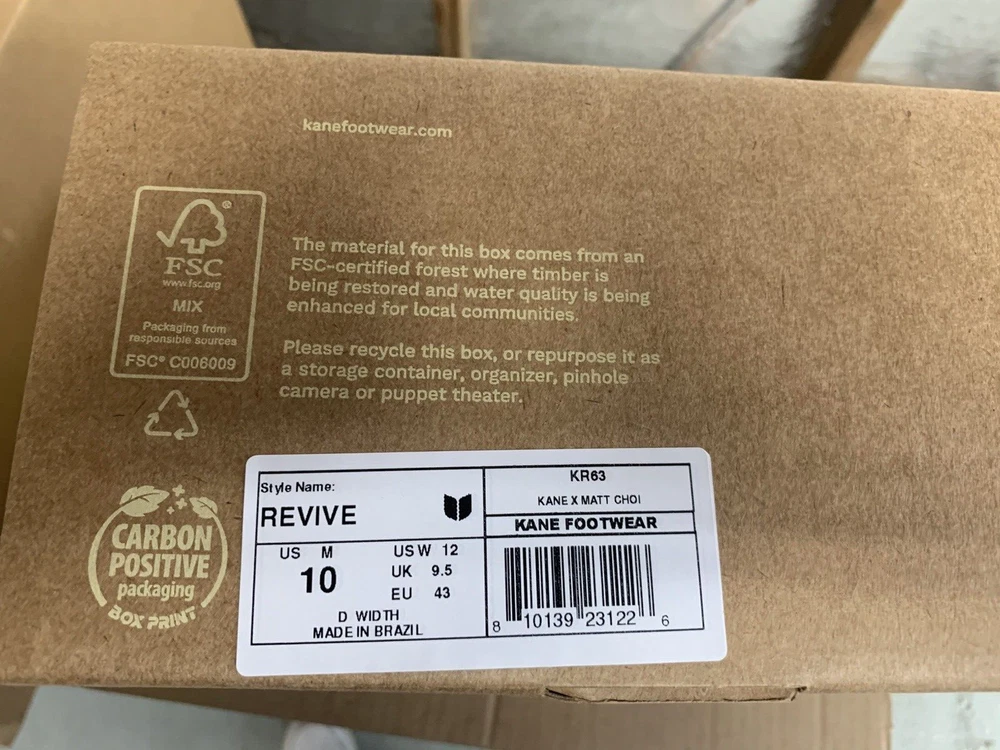 kanefootwear.com
FSC
www.fsc.org
MIX
Packaging from
responsible sources
FSC® C006009
The material for this box comes from an
FSC-certified forest where timber is
being restored and water quality is being
enhanced for local communities.
Please recycle this box, or repurpose it as
a storage container, organizer, pinhole
camera or puppet theater.
CARBON
POSITIVE
packaging
BOX PRINT
Style Name:
REVIVE
US M
10
US W 12
UK 9.5
EU 43
D WIDTH
MADE IN BRAZIL
KR63
KANE X MATT CHOI
KANE FOOTWEAR
8 10139 23122 6